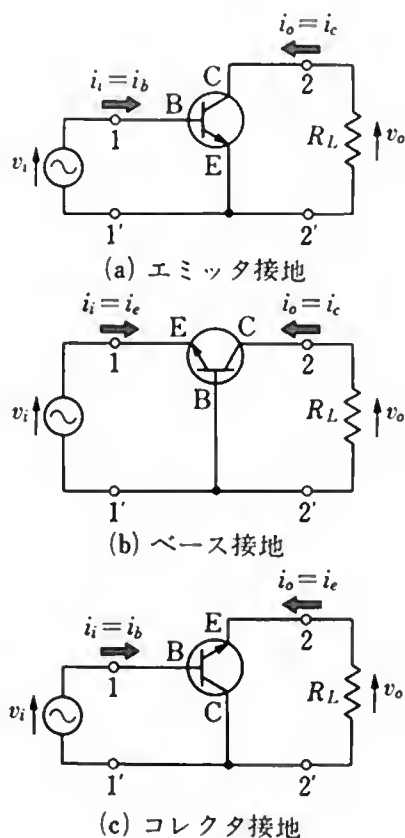 i_o = i_c
i_i = i_b
C
2
B
1
E
R_L
v_i
v_o
1′
2′
(a) エミッタ接地
i_i = i_e
i_o = i_c
E
C
1
2
B
R_L
v_i
v_o
1′
2′
(b) ベース接地
i_o = i_e
i_i = i_b
E
2
B
1
C
R_L
v_i
v_o
1′
2′
(c) コレクタ接地